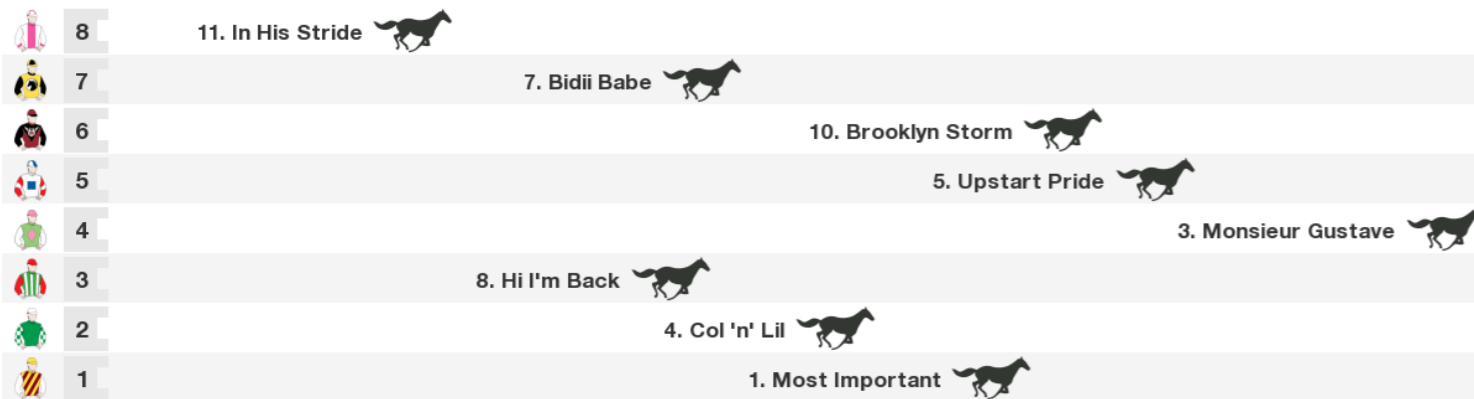 8 11. In His Stride
7 7. Bidii Babe
6 10. Brooklyn Storm
5 5. Upstart Pride
4 3. Monsieur Gustave
3 8. Hi I'm Back
2 4. Col 'n' Lil
1 1. Most Important